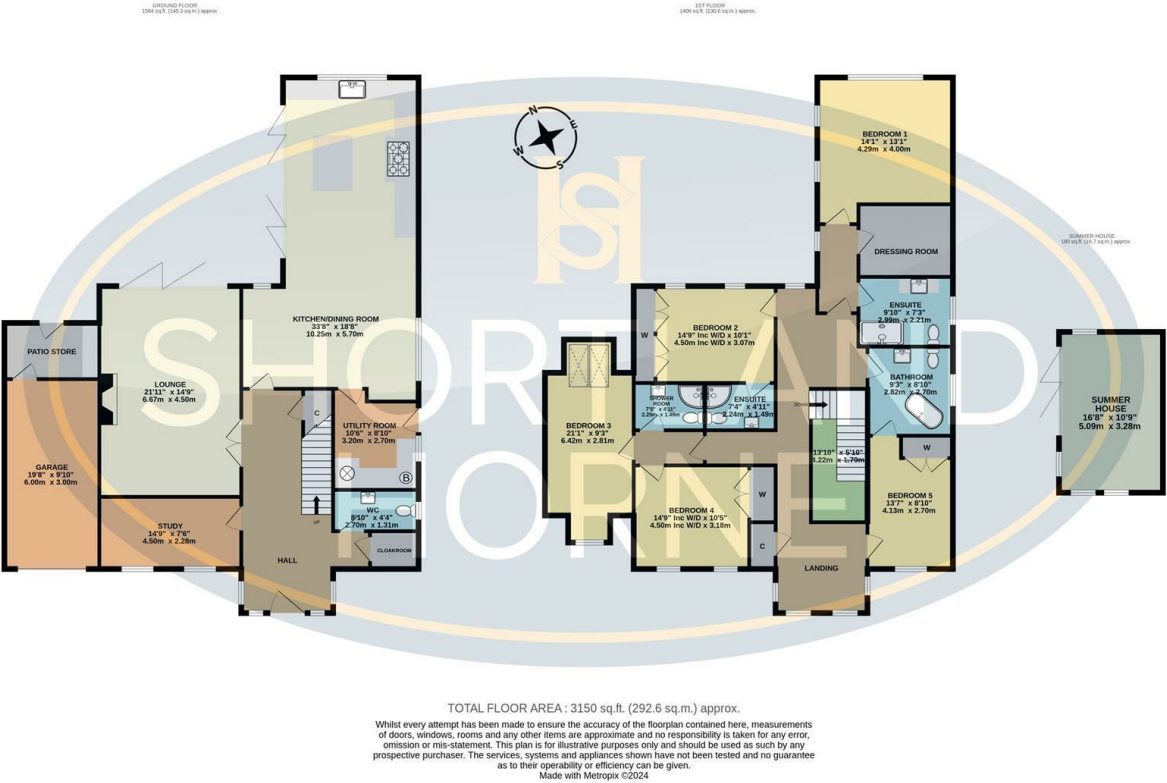 GROUND FLOOR
1564 sq.ft. (145.3 sq.m.) approx.
1ST FLOOR
1406 sq.ft. (130.6 sq.m.) approx.
N
E
S
W
HS
BEDROOM 1
14'1" x 13'1"
4.29m x 4.00m
DRESSING ROOM
SUMMER HOUSE
180 sq.ft. (16.7 sq.m.) approx.
ENSUITE
9'10" x 7'3"
2.99m x 2.21m
KITCHEN/DINING ROOM
33'8" x 18'8"
10.25m x 5.70m
BEDROOM 2
14'9" Inc W/D x 10'1"
4.50m Inc W/D x 3.07m
W
PATIO STORE
SHORTLAND
HORNE
LOUNGE
21'11" x 14'9"
6.67m x 4.50m
BATHROOM
9'3" x 8'10"
2.82m x 2.70m
SHOWER
ROOM
7'5" x 4'11"
2.25m x 1.49m
ENSUITE
7'4" x 4'11"
2.24m x 1.49m
SUMMER
HOUSE
16'8" x 10'9"
5.09m x 3.28m
C
UP
UTILITY ROOM
10'6" x 8'10"
3.20m x 2.70m
B
BEDROOM 3
21'1" x 9'3"
6.42m x 2.81m
13'10" x 5'10"
4.22m x 1.79m
W
GARAGE
19'8" x 9'10"
6.00m x 3.00m
BEDROOM 5
13'7" x 8'10"
4.13m x 2.70m
WC
8'10" x 4'4"
2.70m x 1.31m
BEDROOM 4
14'9" Inc W/D x 10'5"
4.50m Inc W/D x 3.18m
W
STUDY
14'9" x 7'6"
4.50m x 2.28m
CLOAKROOM
C
HALL
LANDING
TOTAL FLOOR AREA : 3150 sq.ft. (292.6 sq.m.) approx.
Whilst every attempt has been made to ensure the accuracy of the floorplan contained here, measurements
of doors, windows, rooms and any other items are approximate and no responsibility is taken for any error,
omission or mis-statement. This plan is for illustrative purposes only and should be used as such by any
prospective purchaser. The services, systems and appliances shown have not been tested and no guarantee
as to their operability or efficiency can be given.
Made with Metropix ©2024